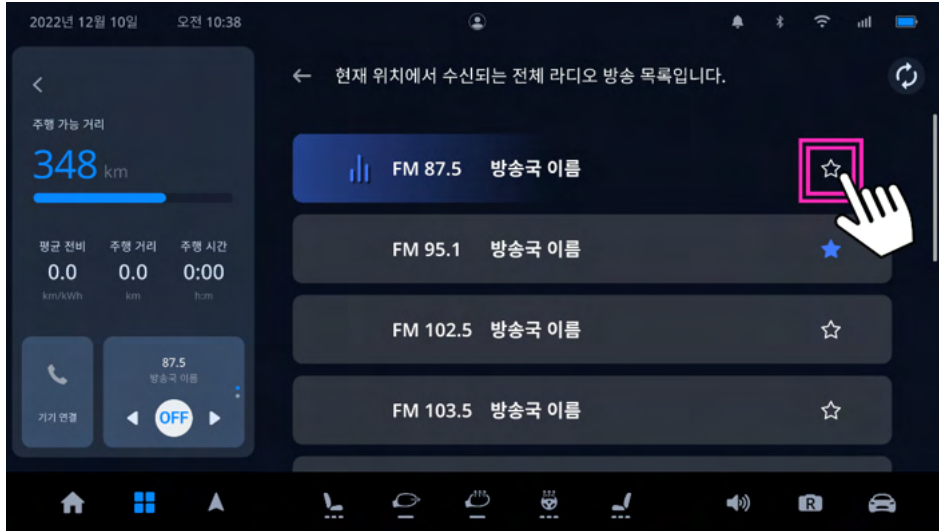 2022년 12월 10일 오전 10:38
현재 위치에서 수신되는 전체 라디오 방송 목록입니다.
주행 가능 거리
348 km
평균 전비 주행 거리 주행 시간
0.0 0.0 0:00
km/kWh km h:m
87.5
방송국 이름
기기 연결
OFF
FM 87.5 방송국 이름
FM 95.1 방송국 이름
FM 102.5 방송국 이름
FM 103.5 방송국 이름
R